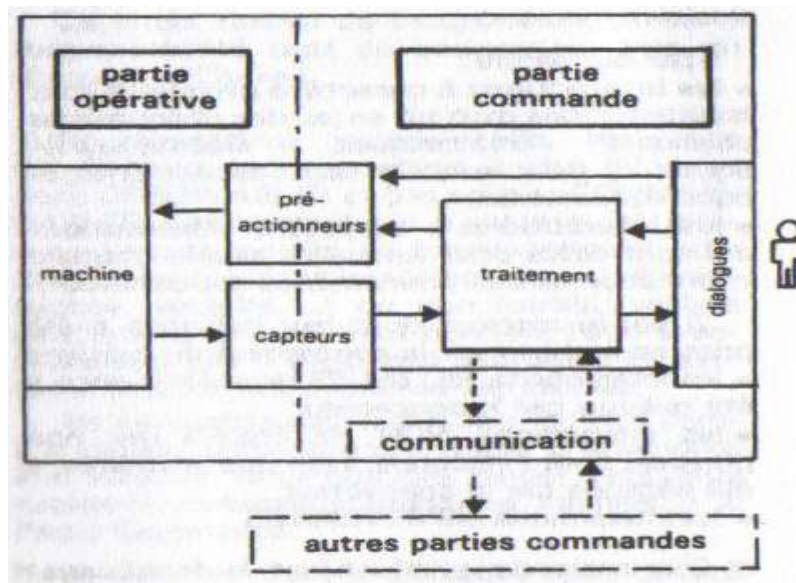 partie
opérative
partie
commande
pré-
actionneurs
machine
traitement
dialogues
capteurs
communication
autres parties commandes